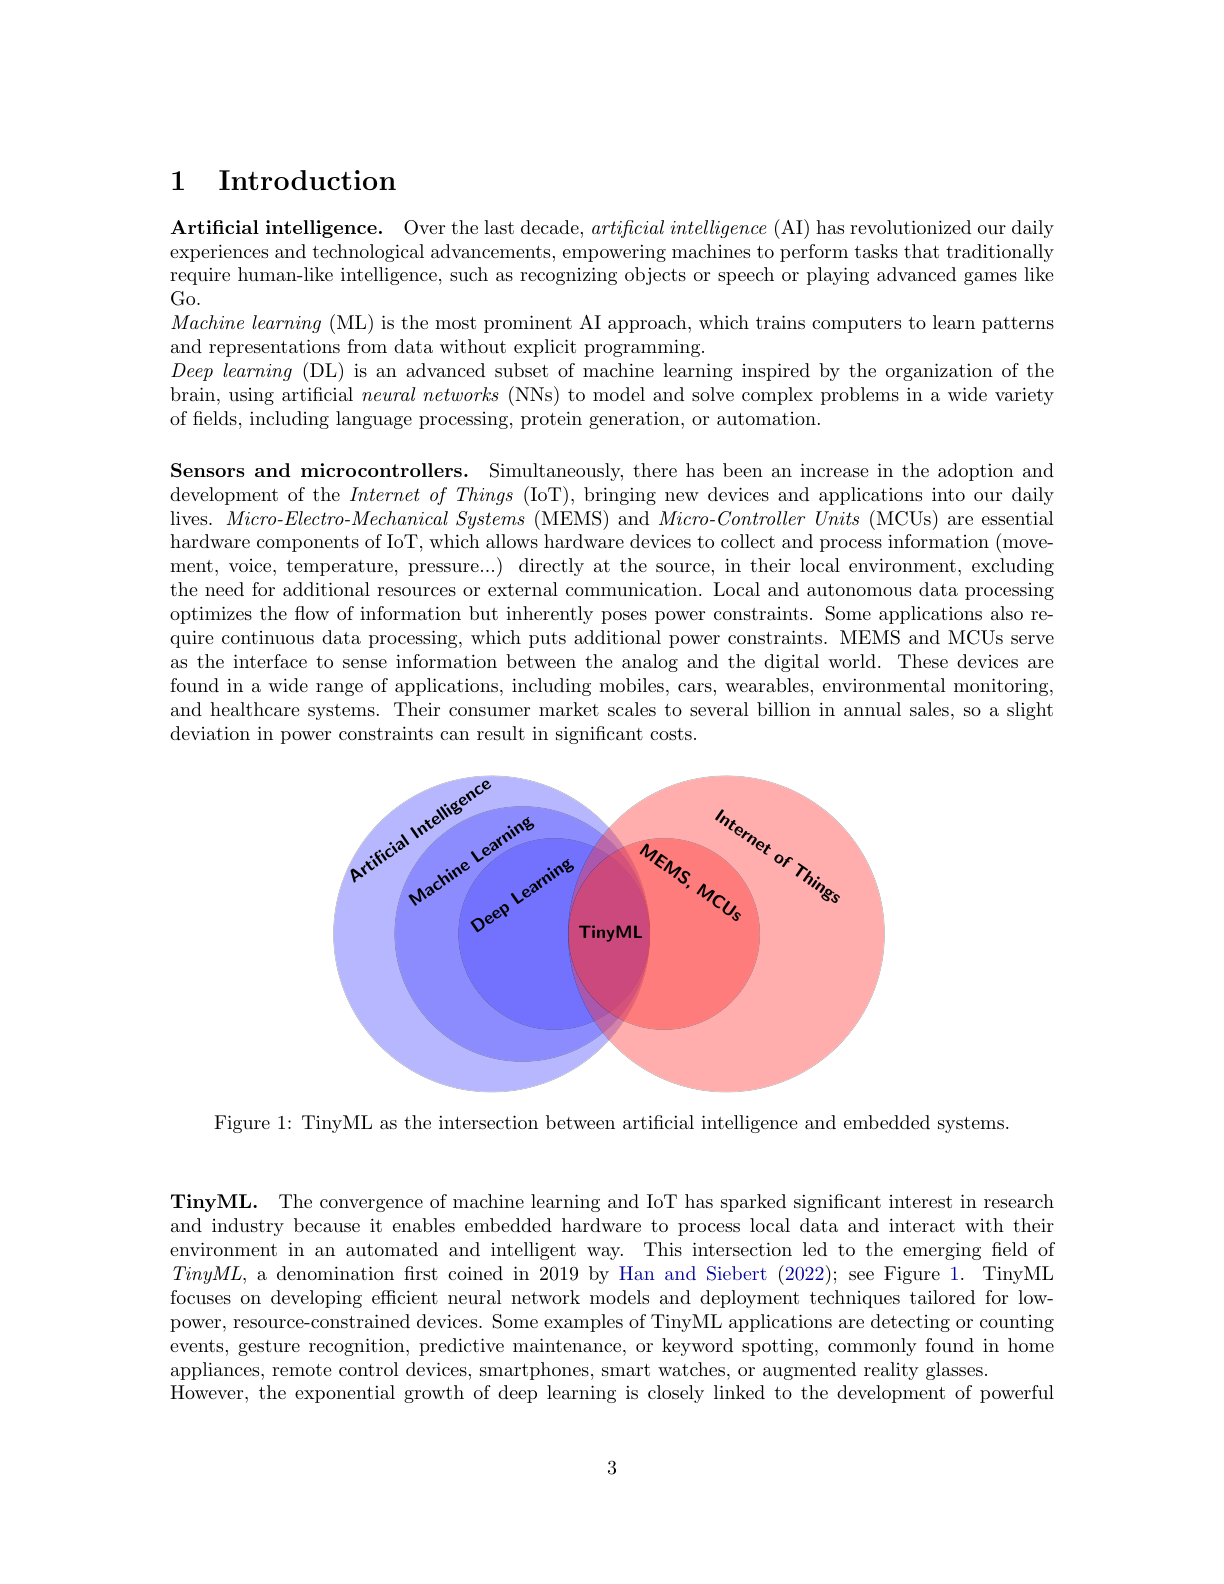 1 Introduction
Artificial intelligence. Over the last decade, artificial intelligence (AI) has revolutionized our daily
experiences and technological advancements, empowering machines to perform tasks that traditionally
require human-like intelligence, such as recognizing objects or speech or playing advanced games like
Go.
Machine learning (ML) is the most prominent AI approach, which trains computers to learn patterns
and representations from data without explicit programming.
Deep learning (DL) is an advanced subset of machine learning inspired by the organization of the
brain, using artificial neural networks (NNs) to model and solve complex problems in a wide variety
of fields, including language processing, protein generation, or automation.
Sensors and microcontrollers. Simultaneously, there has been an increase in the adoption and
development of the Internet of Things (IoT), bringing new devices and applications into our daily
lives. Micro-Electro-Mechanical Systems (MEMS) and Micro-Controller Units (MCUs) are essential
hardware components of IoT, which allows hardware devices to collect and process information (move-
ment, voice, temperature, pressure...) directly at the source, in their local environment, excluding
the need for additional resources or external communication. Local and autonomous data processing
optimizes the flow of information but inherently poses power constraints. Some applications also re-
quire continuous data processing, which puts additional power constraints. MEMS and MCUs serve
as the interface to sense information between the analog and the digital world. These devices are
found in a wide range of applications, including mobiles, cars, wearables, environmental monitoring,
and healthcare systems. Their consumer market scales to several billion in annual sales, so a slight
deviation in power constraints can result in significant costs.
Artificial Intelligence
Machine Learning
Deep Learning
TinyML
MEMS, MCUs
Internet of Things
Figure 1: TinyML as the intersection between artificial intelligence and embedded systems.
TinyML. The convergence of machine learning and IoT has sparked significant interest in research
and industry because it enables embedded hardware to process local data and interact with their
environment in an automated and intelligent way. This intersection led to the emerging field of
TinyML, a denomination first coined in 2019 by Han and Siebert (2022); see Figure 1. TinyML
focuses on developing efficient neural network models and deployment techniques tailored for low-
power, resource-constrained devices. Some examples of TinyML applications are detecting or counting
events, gesture recognition, predictive maintenance, or keyword spotting, commonly found in home
appliances, remote control devices, smartphones, smart watches, or augmented reality glasses.
However, the exponential growth of deep learning is closely linked to the development of powerful
3